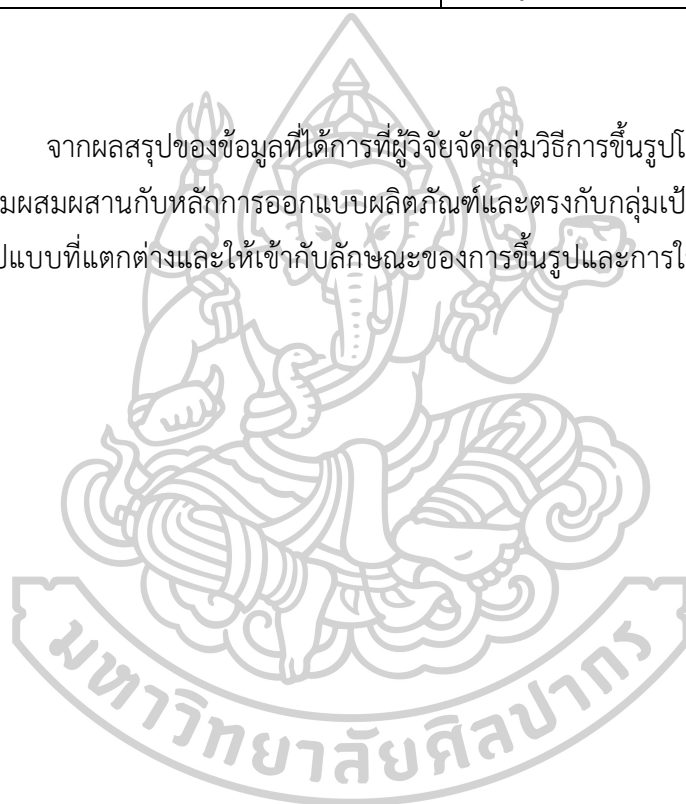 จากผลสรุปของข้อมูลที่ได้การที่ผู้วิจัยจัดกลุ่มวิธีการขึ้นรูปโ
มผสมผสานกับหลักการออกแบบผลิตภัณฑ์และตรงกับกลุ่มเป้
ปแบบที่แตกต่างและให้เข้ากับลักษณะของการขึ้นรูปและการใ
มหาวิทยาลัยศิลปากร